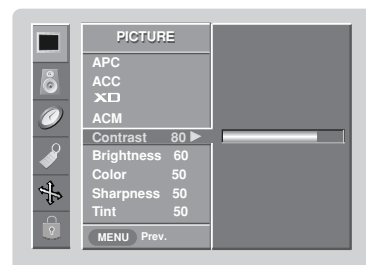 PICTURE
APC
ACC
XD
ACM
Contrast 80 ▶
Brightness 60
Color 50
Sharpness 50
Tint 50
MENU Prev.